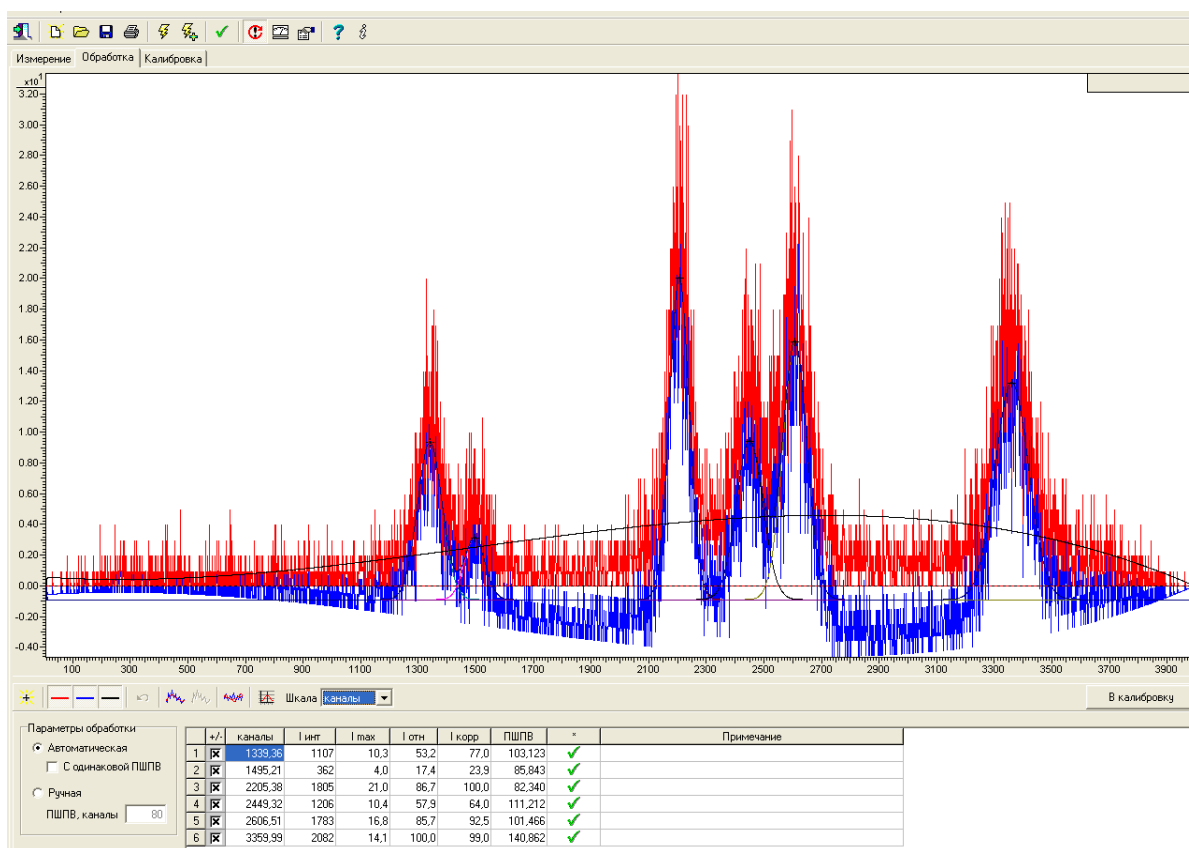 Измерение Обработка Калибровка
x10¹
3.20
3.00
2.80
2.60
2.40
2.20
2.00
1.80
1.60
1.40
1.20
1.00
0.80
0.60
0.40
0.20
0.00
-0.20
-0.40
100 300 500 700 900 1100 1300 1500 1700 1900 2100 2300 2500 2700 2900 3100 3300 3500 3700 3900
Шкала каналы В калибровку
Параметры обработки
Автоматическая
С одинаковой ПШПВ
Ручная
ПШПВ, каналы 80
+/- каналы I инт I max I отн I корр ПШПВ * Примечание
1 1339,36 1107 10,3 53,2 77,0 103,123
2 1495,21 362 4,0 17,4 23,9 85,843
3 2205,38 1805 21,0 86,7 100,0 82,340
4 2449,32 1206 10,4 57,9 64,0 111,212
5 2606,51 1783 16,8 85,7 92,5 101,466
6 3359,99 2082 14,1 100,0 99,0 140,862